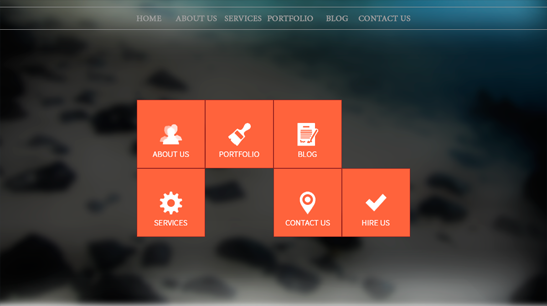 HOME ABOUT US SERVICES PORTFOLIO BLOG CONTACT US
ABOUT US PORTFOLIO BLOG
SERVICES CONTACT US HIRE US